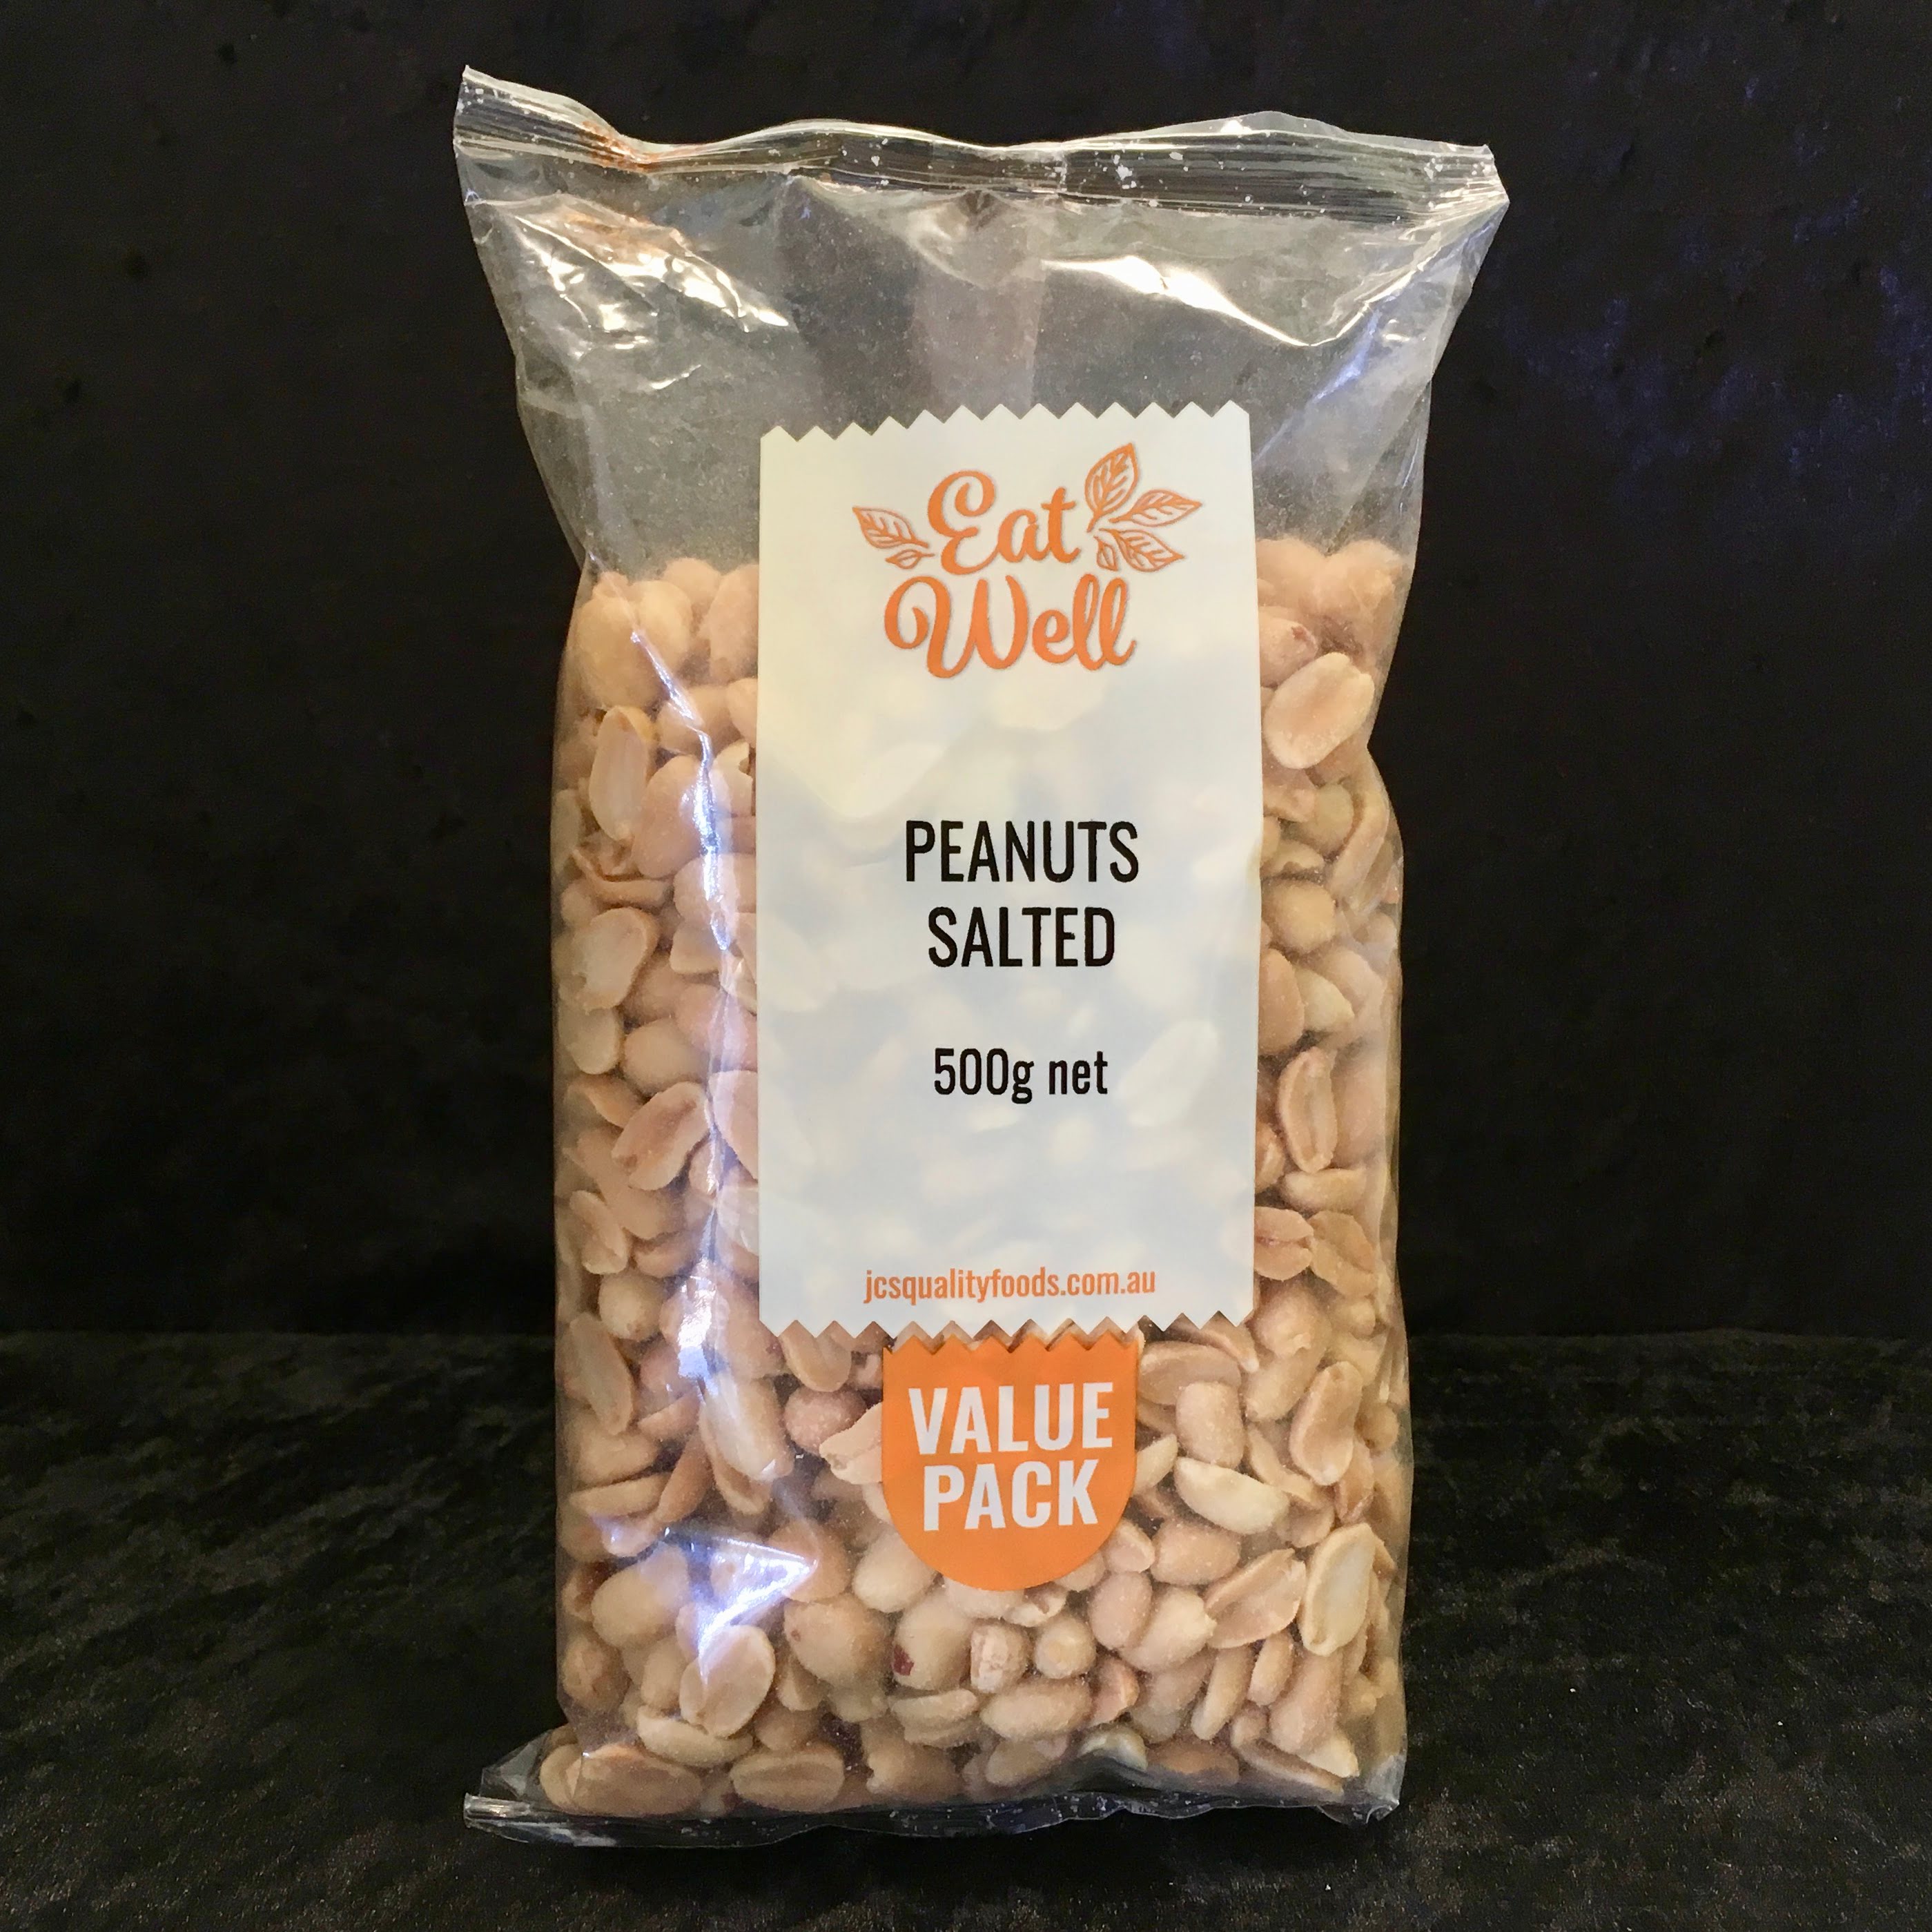 Eat
Well
PEANUTS
SALTED
500g net
jcsqualityfoods.com.au
VALUE
PACK